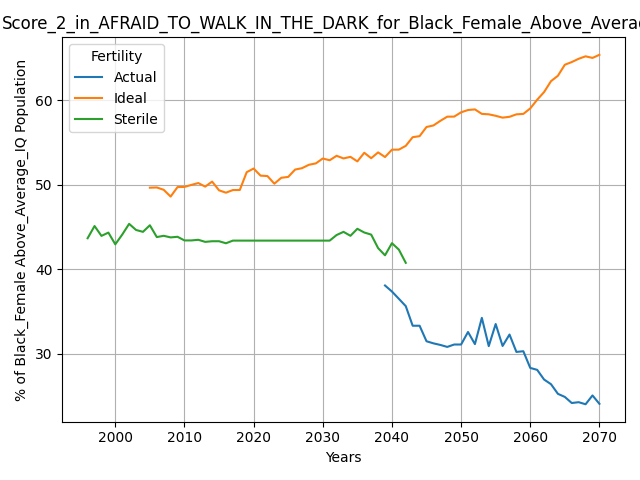 Score_2_in_AFRAID_TO_WALK_IN_THE_DARK_for_Black_Female_Above_Averag
Fertility
Actual
Ideal
Sterile
% of Black_Female Above_Average_IQ Population
60
50
40
30
2000
2010
2020
2030
2040
2050
2060
2070
Years